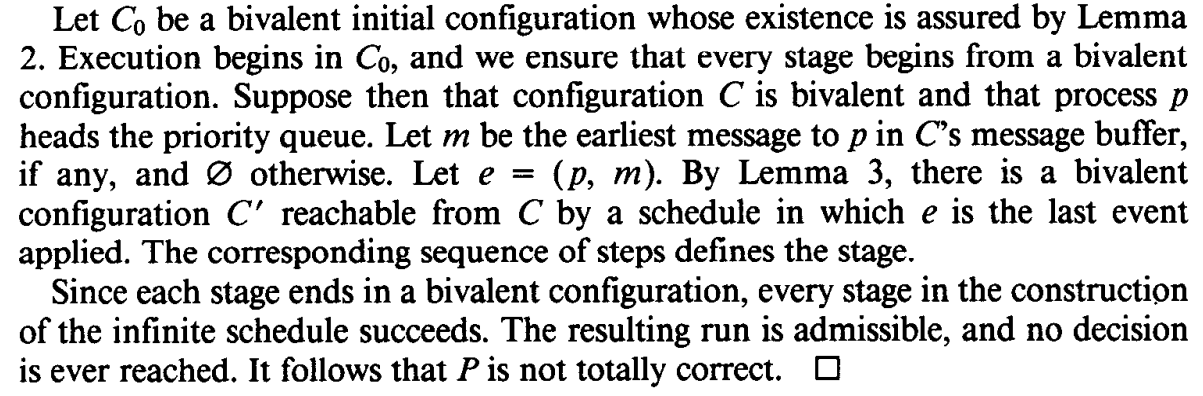 Let C₀ be a bivalent initial configuration whose existence is assured by Lemma
2. Execution begins in C₀, and we ensure that every stage begins from a bivalent
configuration. Suppose then that configuration C is bivalent and that process p
heads the priority queue. Let m be the earliest message to p in C's message buffer,
if any, and ∅ otherwise. Let e = (p, m). By Lemma 3, there is a bivalent
configuration C′ reachable from C by a schedule in which e is the last event
applied. The corresponding sequence of steps defines the stage.
Since each stage ends in a bivalent configuration, every stage in the construction
of the infinite schedule succeeds. The resulting run is admissible, and no decision
is ever reached. It follows that P is not totally correct. □